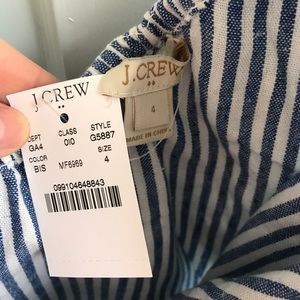 J.CREW
DEPT CLASS STYLE
GA4 010 G5887
COLOR SIZE
BIS MF6969 4
099104648843
J.CREW
4
MADE IN CHINA